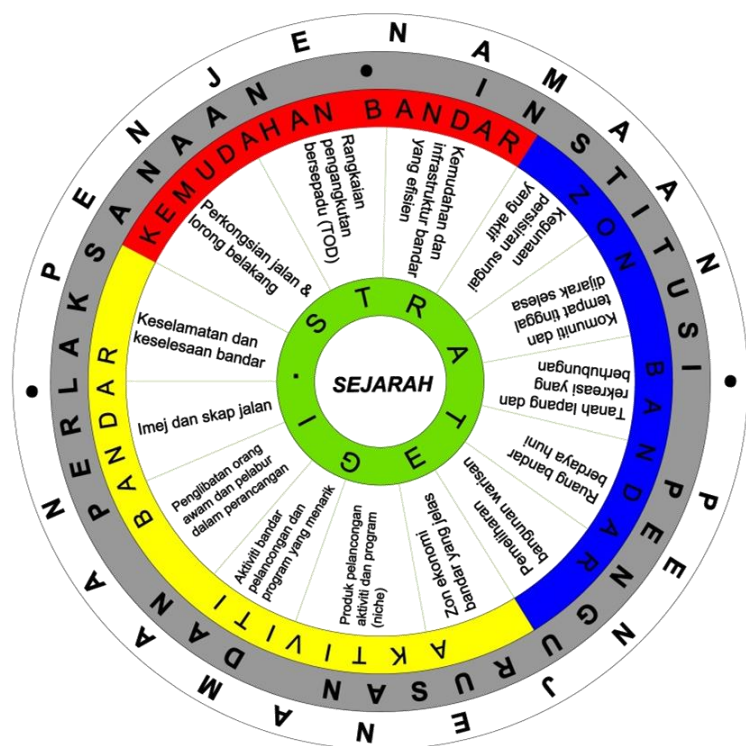 PENJENAMAAN • PENJENAMAAN •
INSTITUSI PENGURUSAN DAN PERLAKSANAAN •
KEMUDAHAN BANDAR
Perkongsian jalan &
lorong belakang
Rangkaian
pengangkutan
bersepadu (TOD)
Kemudahan dan
infrastruktur bandar
yang efisien
ZON BANDAR
Kegunaan
persisiran sungai
yang aktif
Komuniti dan
tempat tinggal
dijarak selesa
Tanah lapang dan
rekreasi yang
berhubungan
Ruang bandar
berdaya huni
Pemeliharan
bangunan warisan
AKTIVITI BANDAR
Zon ekonomi
bandar yang jelas
Produk pelancongan
aktiviti dan program
(niche)
Aktiviti bandar
pelancongan dan
program yang menarik
Penglibatan orang
awam dan pelabur
dalam perancangan
Imej dan skap jalan
Keselamatan dan
keselesaan bandar
STRATEGI •
SEJARAH